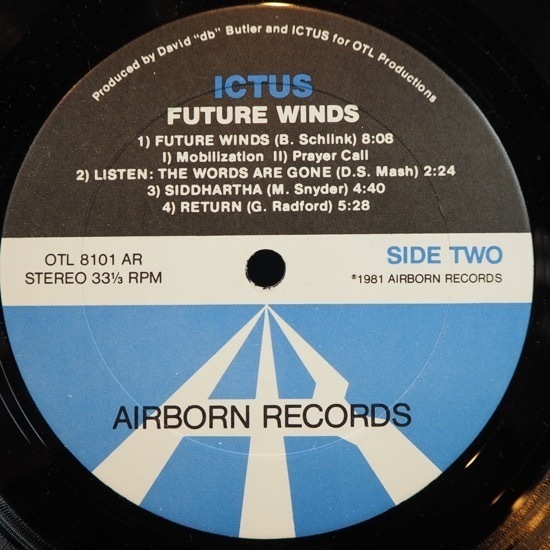 Produced by David "db" Butler and ICTUS for OTL Productions
ICTUS
FUTURE WINDS
1) FUTURE WINDS (B. Schlink) 8:08
I) Mobilization II) Prayer Call
2) LISTEN: THE WORDS ARE GONE (D.S. Mash) 2:24
3) SIDDHARTHA (M. Snyder) 4:40
4) RETURN (G. Radford) 5:28
OTL 8101 AR
STEREO 33⅓ RPM
SIDE TWO
℗1981 AIRBORN RECORDS
AIRBORN RECORDS